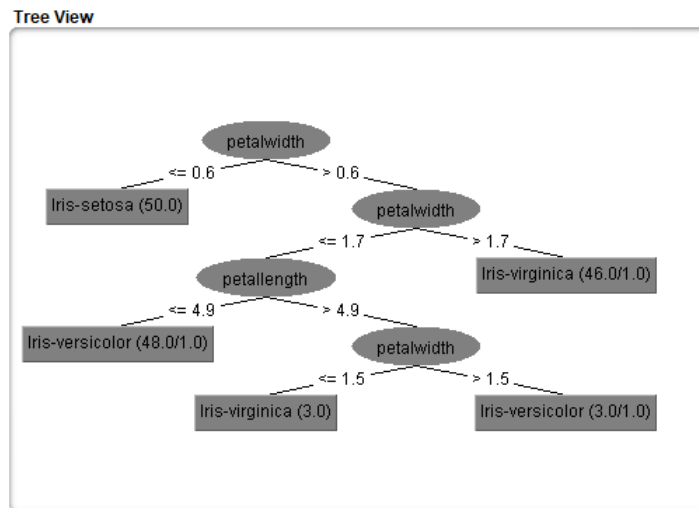 Tree View
petalwidth
<= 0.6
> 0.6
Iris-setosa (50.0)
petalwidth
<= 1.7
> 1.7
petallength
Iris-virginica (46.0/1.0)
<= 4.9
> 4.9
Iris-versicolor (48.0/1.0)
petalwidth
<= 1.5
> 1.5
Iris-virginica (3.0)
Iris-versicolor (3.0/1.0)